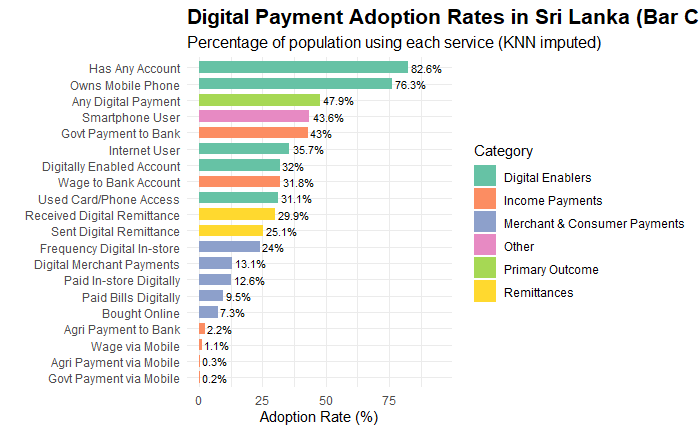 Digital Payment Adoption Rates in Sri Lanka (Bar C
Percentage of population using each service (KNN imputed)
Has Any Account 82.6%
Owns Mobile Phone 76.3%
Any Digital Payment 47.9%
Smartphone User 43.6%
Govt Payment to Bank 43%
Internet User 35.7%
Digitally Enabled Account 32%
Wage to Bank Account 31.8%
Used Card/Phone Access 31.1%
Received Digital Remittance 29.9%
Sent Digital Remittance 25.1%
Frequency Digital In-store 24%
Digital Merchant Payments 13.1%
Paid In-store Digitally 12.6%
Paid Bills Digitally 9.5%
Bought Online 7.3%
Agri Payment to Bank 2.2%
Wage via Mobile 1.1%
Agri Payment via Mobile 0.3%
Govt Payment via Mobile 0.2%
0 25 50 75
Adoption Rate (%)
Category
Digital Enablers
Income Payments
Merchant & Consumer Payments
Other
Primary Outcome
Remittances